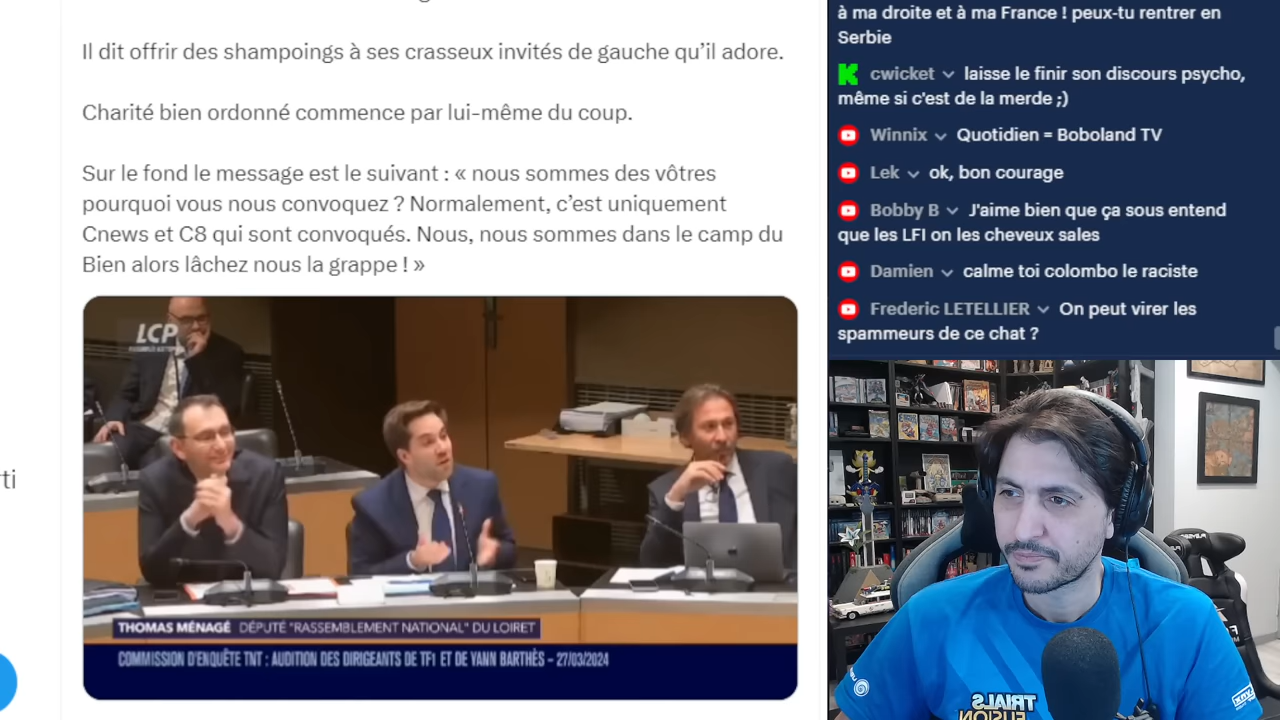 Il dit offrir des shampoings à ses crasseux invités de gauche qu'il adore.
Charité bien ordonné commence par lui-même du coup.
Sur le fond le message est le suivant : « nous sommes des vôtres
pourquoi vous nous convoquez ? Normalement, c'est uniquement
Cnews et C8 qui sont convoqués. Nous, nous sommes dans le camp du
Bien alors lâchez nous la grappe ! »
LCP
THOMAS MÉNAGÉ DÉPUTÉ "RASSEMBLEMENT NATIONAL" DU LOIRET
COMMISSION D'ENQUÊTE TNT : AUDITION DES DIRIGEANTS DE TF1 ET DE YANN BARTHÈS – 27/03/2024
rti
à ma droite et à ma France ! peux-tu rentrer en
Serbie
cwicket laisse le finir son discours psycho,
même si c'est de la merde ;)
Winnix Quotidien = Boboland TV
Lek ok, bon courage
Bobby B J'aime bien que ça sous entend
que les LFI on les cheveux sales
Damien calme toi colombo le raciste
Frederic LETELLIER On peut virer les
spammeurs de ce chat ?
TRIALS
FUSION